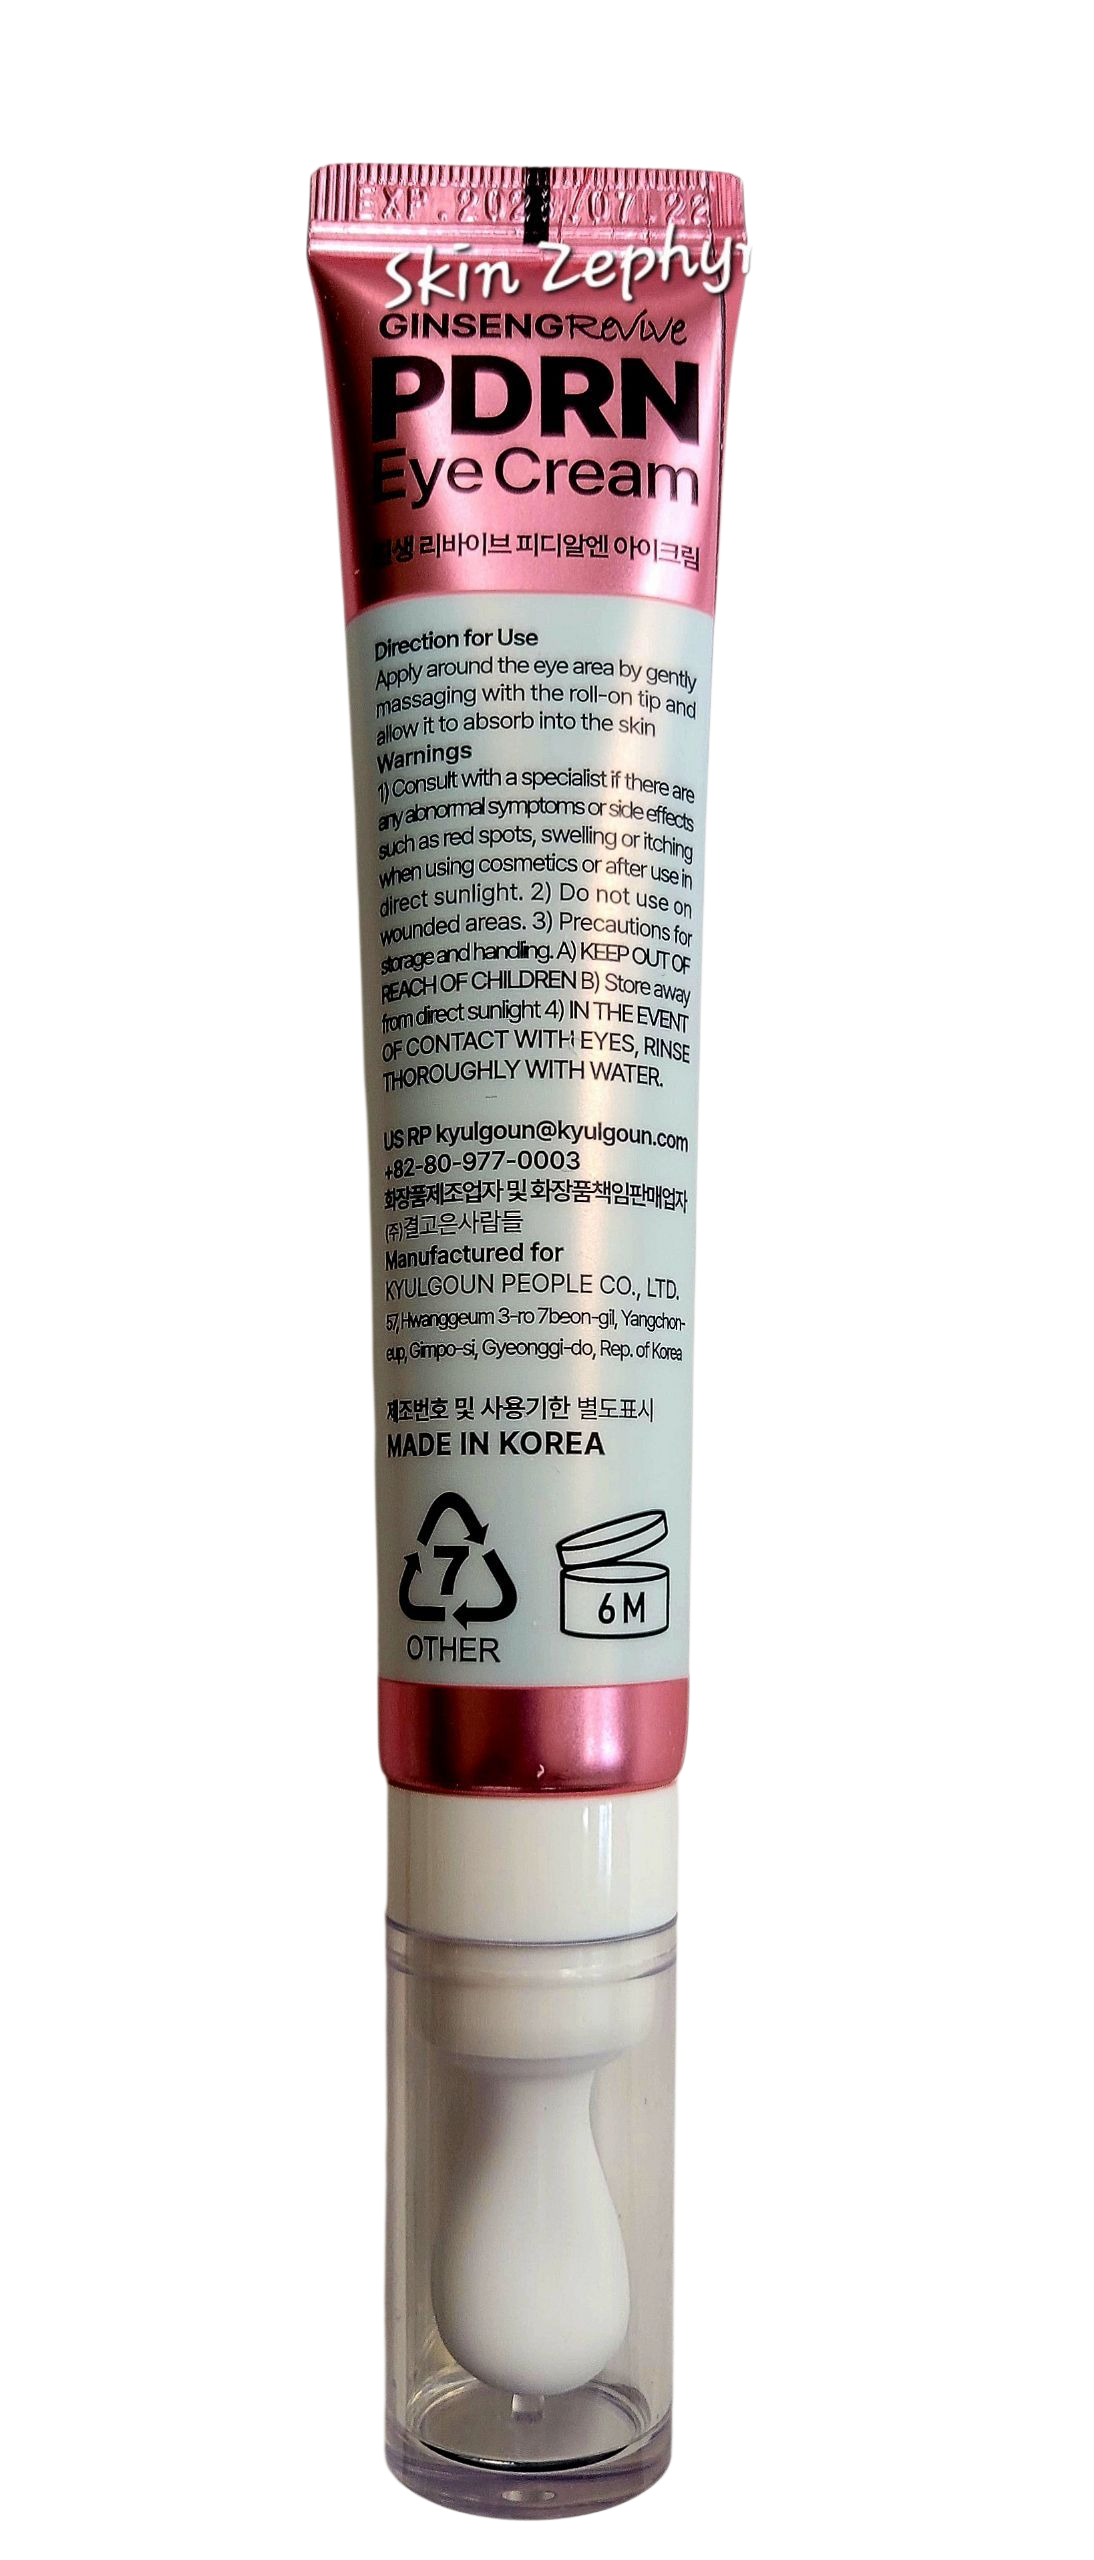 EXP. 202 /07.22
Skin Zephyr
GINSENG Revive
PDRN
Eye Cream
리바이브 피디알엔 아이크림
Direction for Use
Apply around the eye area by gently
massaging with the roll-on tip and
allow it to absorb into the skin
Warnings
1) Consult with a specialist if there are
any abnormal symptoms or side effects
such as red spots, swelling or itching
when using cosmetics or after use in
direct sunlight. 2) Do not use on
wounded areas. 3) Precautions for
storage and handling. A) KEEP OUT OF
REACH OF CHILDREN B) Store away
from direct sunlight 4) IN THE EVENT
OF CONTACT WITH EYES, RINSE
THOROUGHLY WITH WATER.
US RP kyulgoun@kyulgoun.com
+82-80-977-0003
화장품제조업자 및 화장품책임판매업자
(주)결고은사람들
Manufactured for
KYULGOUN PEOPLE CO., LTD.
57, Hwanggeum 3-ro 7beon-gil, Yangchon-
eup, Gimpo-si, Gyeonggi-do, Rep. of Korea
제조번호 및 사용기한 별도표시
MADE IN KOREA
7
OTHER
6M